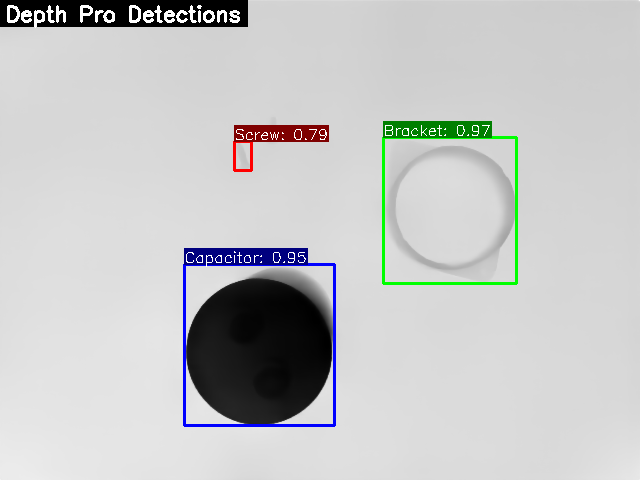 Depth Pro Detections
Screw: 0.79
Bracket: 0.97
Capacitor: 0.95